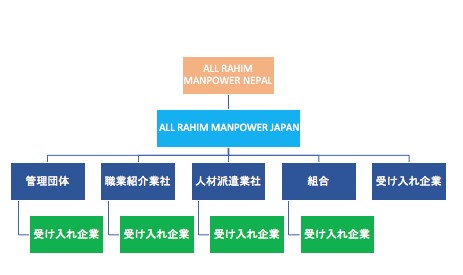 ALL RAHIM
MANPOWER NEPAL
ALL RAHIM MANPOWER JAPAN
管理団体
職業紹介業社
人材派遣業社
組合
受け入れ企業
受け入れ企業
受け入れ企業
受け入れ企業
受け入れ企業